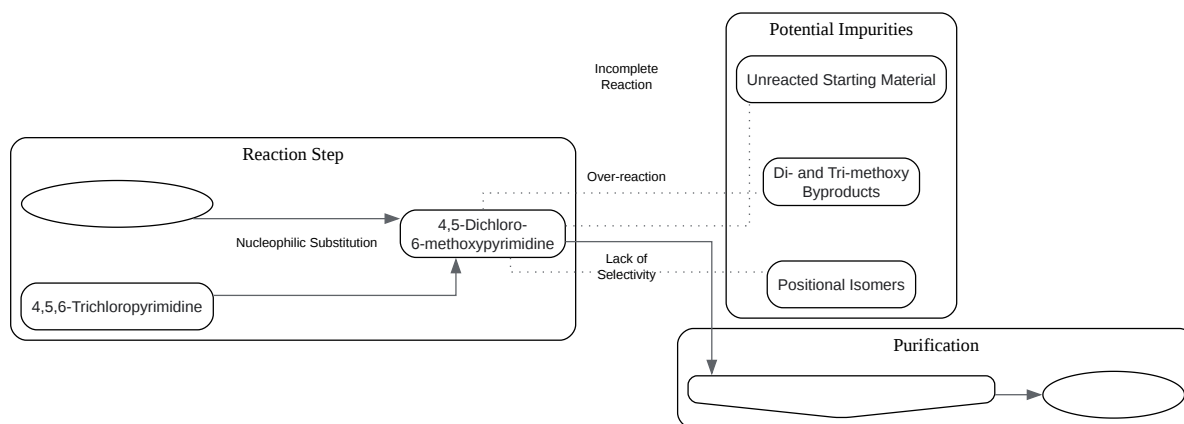 Potential Impurities
Incomplete
Reaction
Unreacted Starting Material
Reaction Step
Over-reaction
Di- and Tri-methoxy
Byproducts
4,5-Dichloro-
6-methoxypyrimidine
Nucleophilic Substitution
Lack of
Selectivity
4,5,6-Trichloropyrimidine
Positional Isomers
Purification